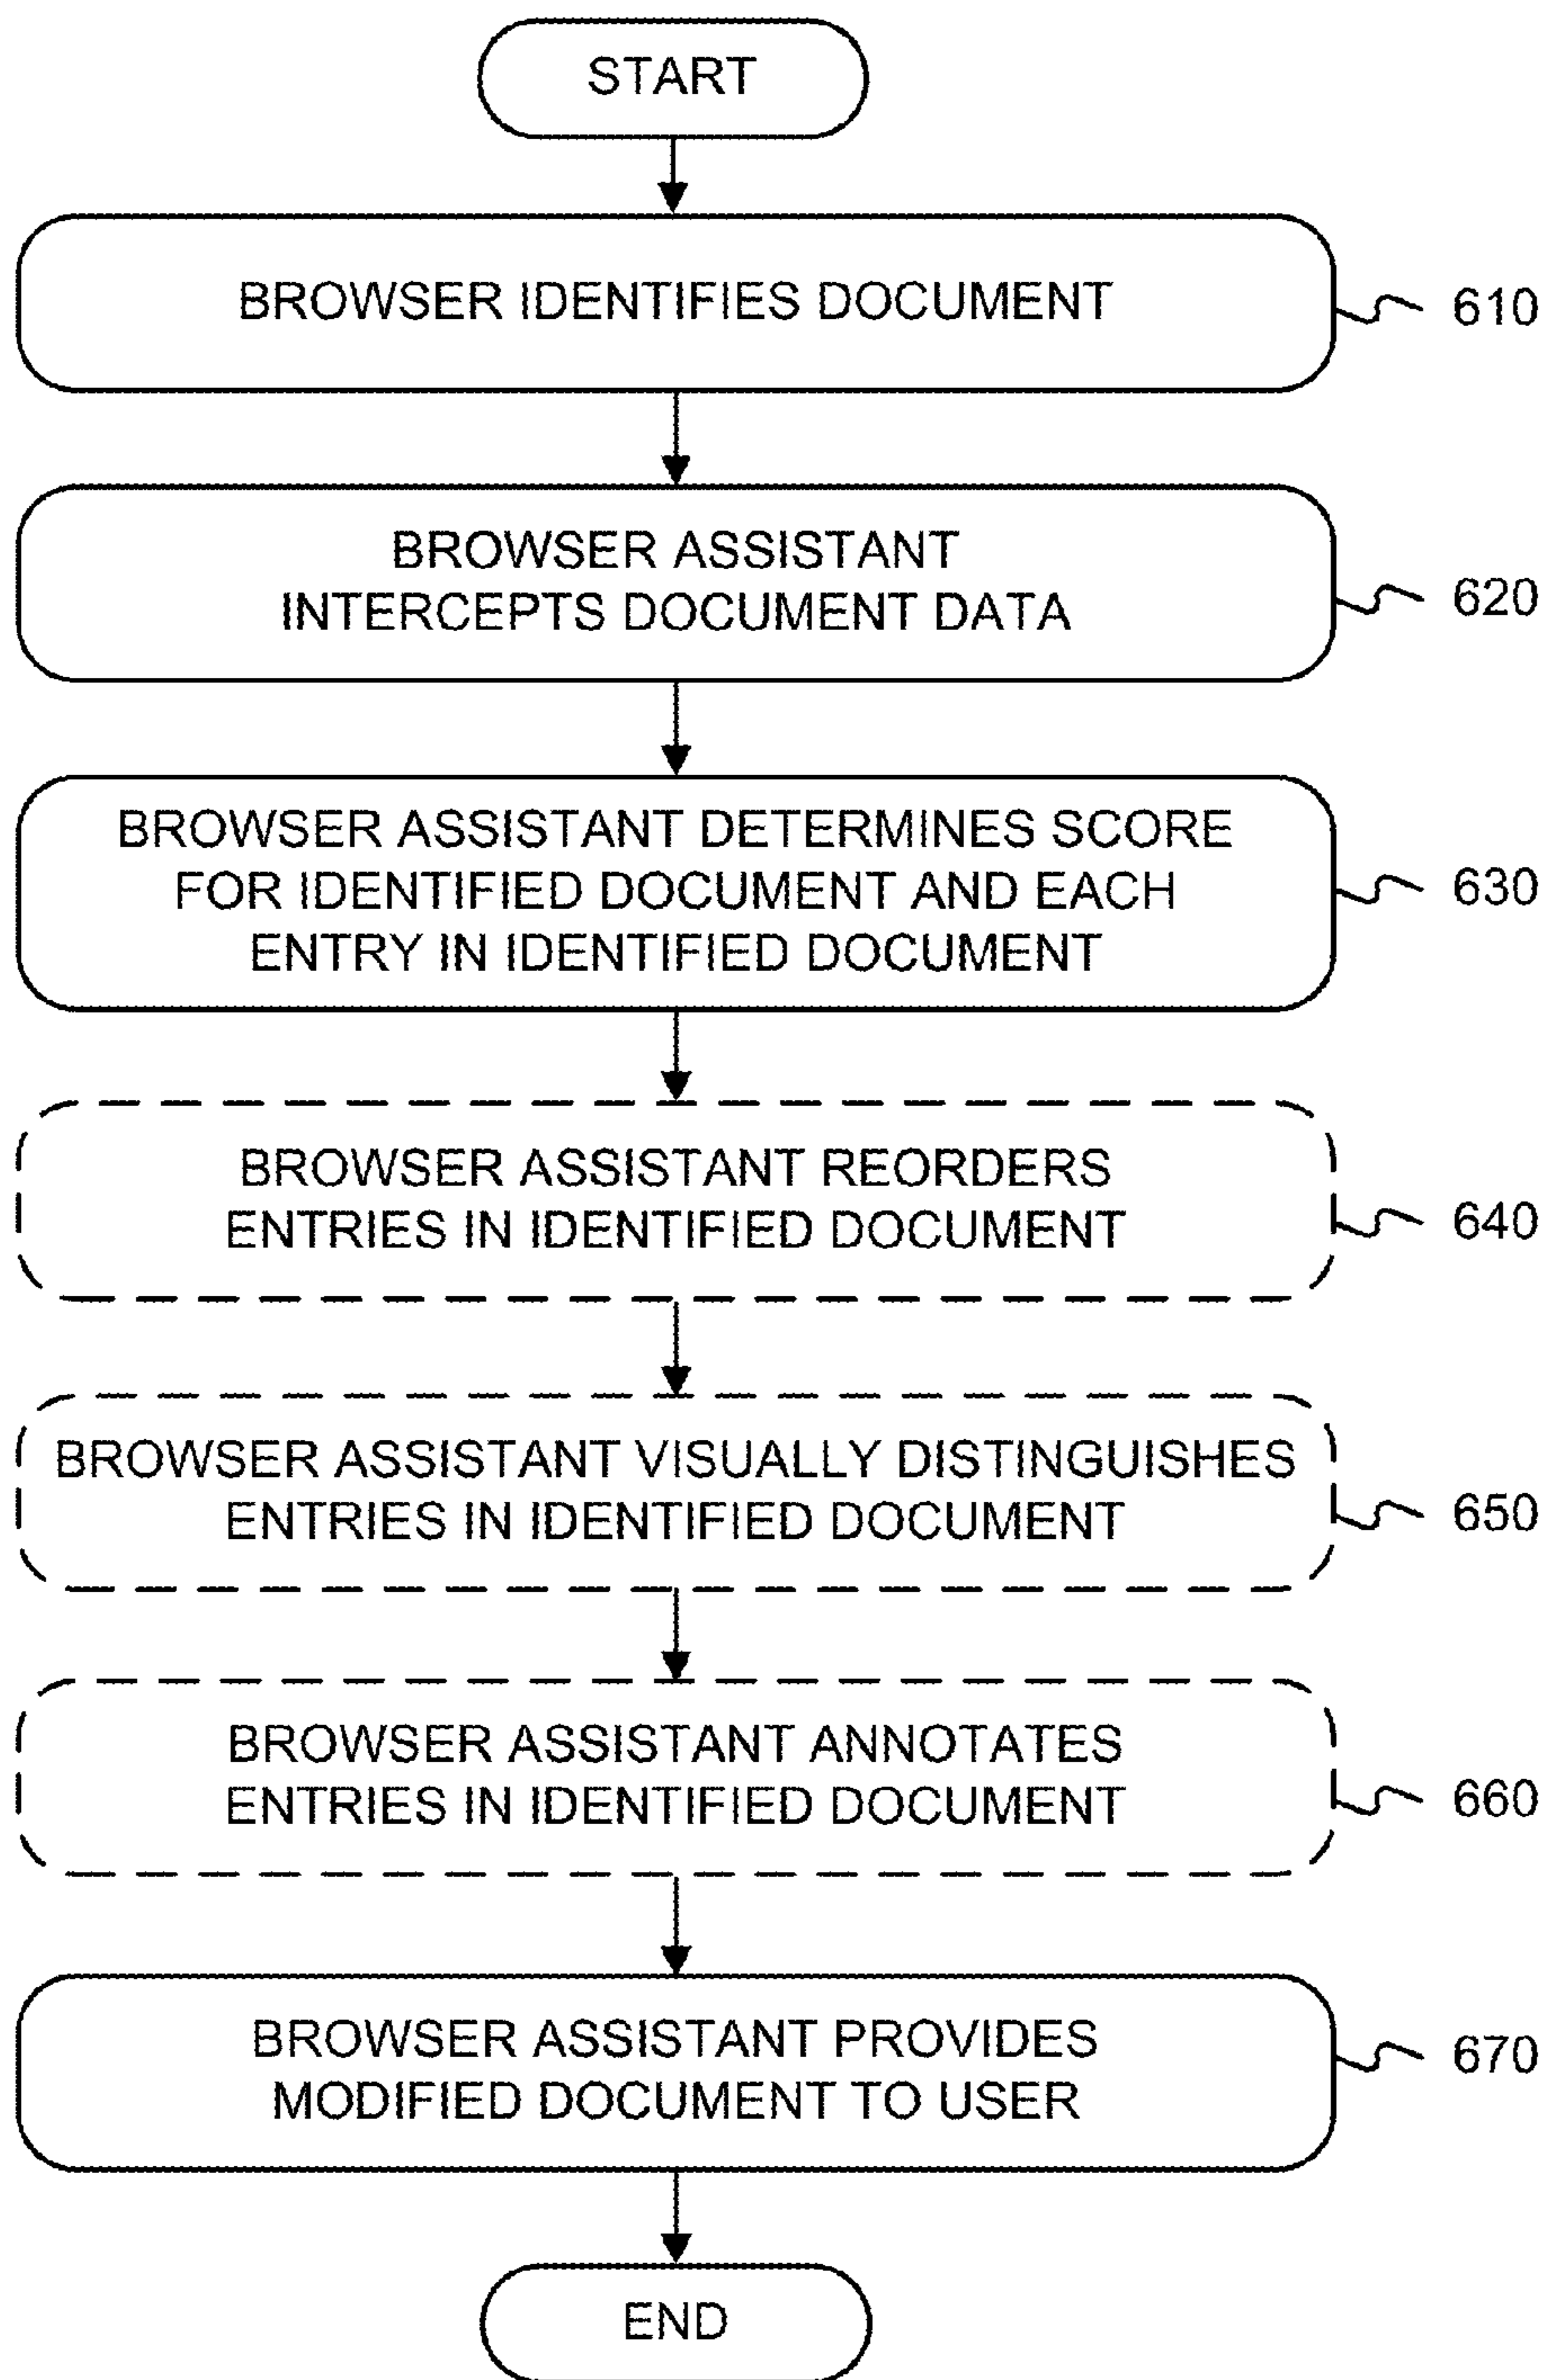 START
BROWSER IDENTIFIES DOCUMENT
610
BROWSER ASSISTANT
INTERCEPTS DOCUMENT DATA
620
BROWSER ASSISTANT DETERMINES SCORE
FOR IDENTIFIED DOCUMENT AND EACH
ENTRY IN IDENTIFIED DOCUMENT
630
BROWSER ASSISTANT REORDERS
ENTRIES IN IDENTIFIED DOCUMENT
640
BROWSER ASSISTANT VISUALLY DISTINGUISHES
ENTRIES IN IDENTIFIED DOCUMENT
650
BROWSER ASSISTANT ANNOTATES
ENTRIES IN IDENTIFIED DOCUMENT
660
BROWSER ASSISTANT PROVIDES
MODIFIED DOCUMENT TO USER
670
END